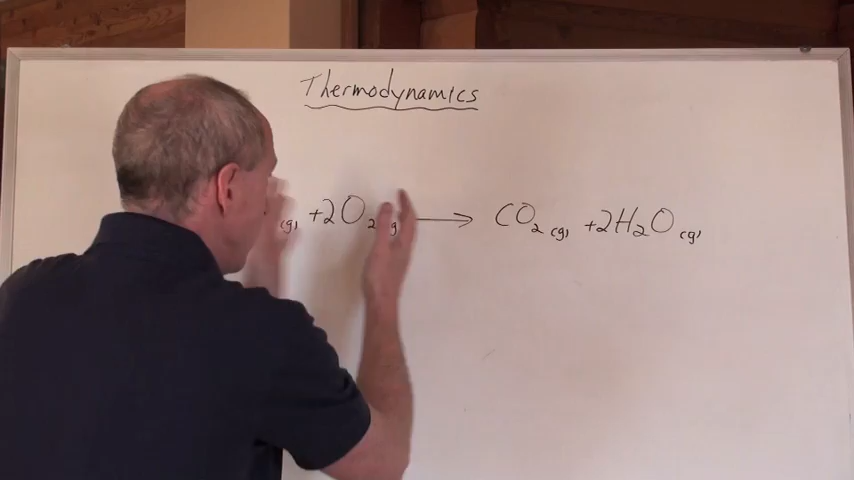 Thermodynamics
(g) + 2O₂ (g) → CO₂ (g) + 2H₂O (g)